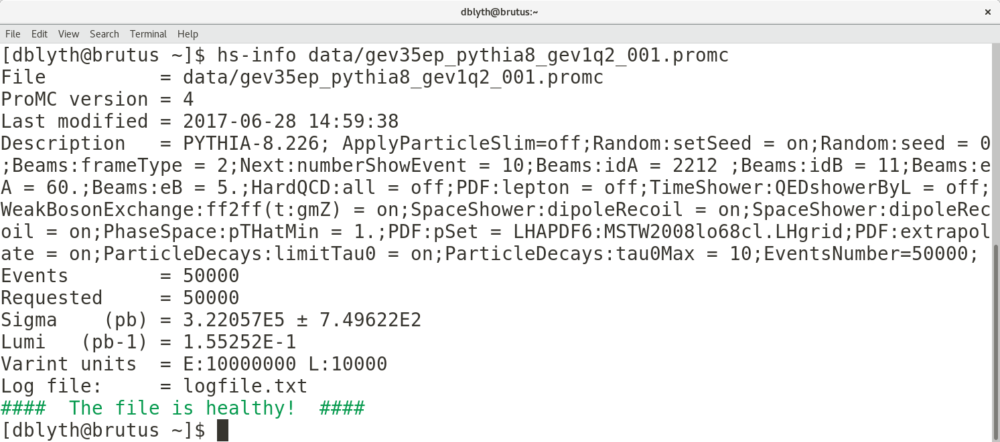 dblyth@brutus:~ ×
File Edit View Search Terminal Help
[dblyth@brutus ~]$ hs-info data/gev35ep_pythia8_gev1q2_001.promc
File          = data/gev35ep_pythia8_gev1q2_001.promc
ProMC version = 4
Last modified = 2017-06-28 14:59:38
Description   = PYTHIA-8.226; ApplyParticleSlim=off;Random:setSeed = on;Random:seed = 0
;Beams:frameType = 2;Next:numberShowEvent = 10;Beams:idA = 2212 ;Beams:idB = 11;Beams:e
A = 60.;Beams:eB = 5.;HardQCD:all = off;PDF:lepton = off;TimeShower:QEDshowerByL = off;
WeakBosonExchange:ff2ff(t:gmZ) = on;SpaceShower:dipoleRecoil = on;SpaceShower:dipoleRec
oil = on;PhaseSpace:pTHatMin = 1.;PDF:pSet = LHAPDF6:MSTW2008lo68cl.LHgrid;PDF:extrapol
ate = on;ParticleDecays:limitTau0 = on;ParticleDecays:tau0Max = 10;EventsNumber=50000;
Events        = 50000
Requested     = 50000
Sigma    (pb) = 3.22057E5 ± 7.49622E2
Lumi   (pb-1) = 1.55252E-1
Varint units  = E:10000000 L:10000
Log file:     = logfile.txt
####  The file is healthy!  ####
[dblyth@brutus ~]$